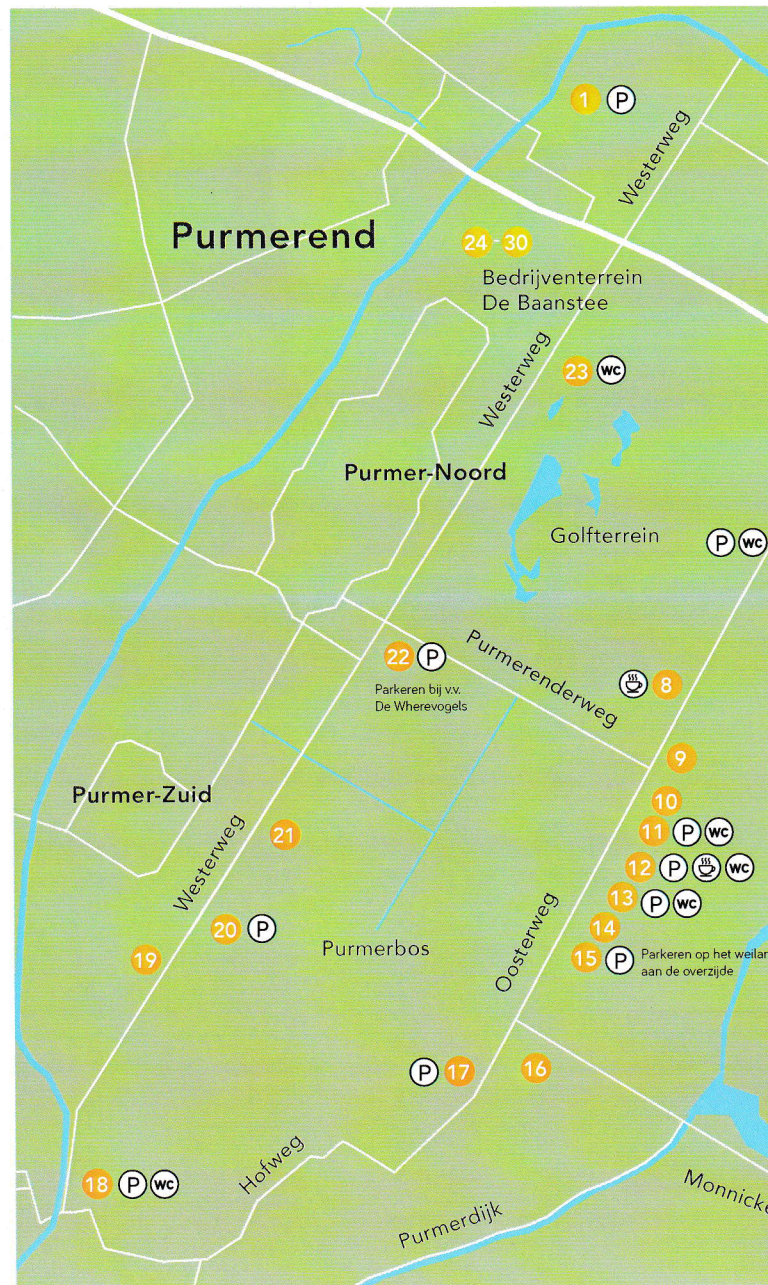 1 P
Westerweg
Purmerend
24 - 30
Bedrijventerrein
De Baanstee
Westerweg
23 WC
Purmer-Noord
Golfterrein
P WC
22 P
Parkeren bij v.v.
De Wherevogels
Purmerenderweg
8
9
Purmer-Zuid
10
11 P WC
21
12 P WC
Westerweg
13 P WC
20 P
14
Purmerbos
Oosterweg
19
15 P
Parkeren op het weilan
aan de overzijde
P 17
16
18 P WC
Hofweg
Monnicke
Purmerdijk